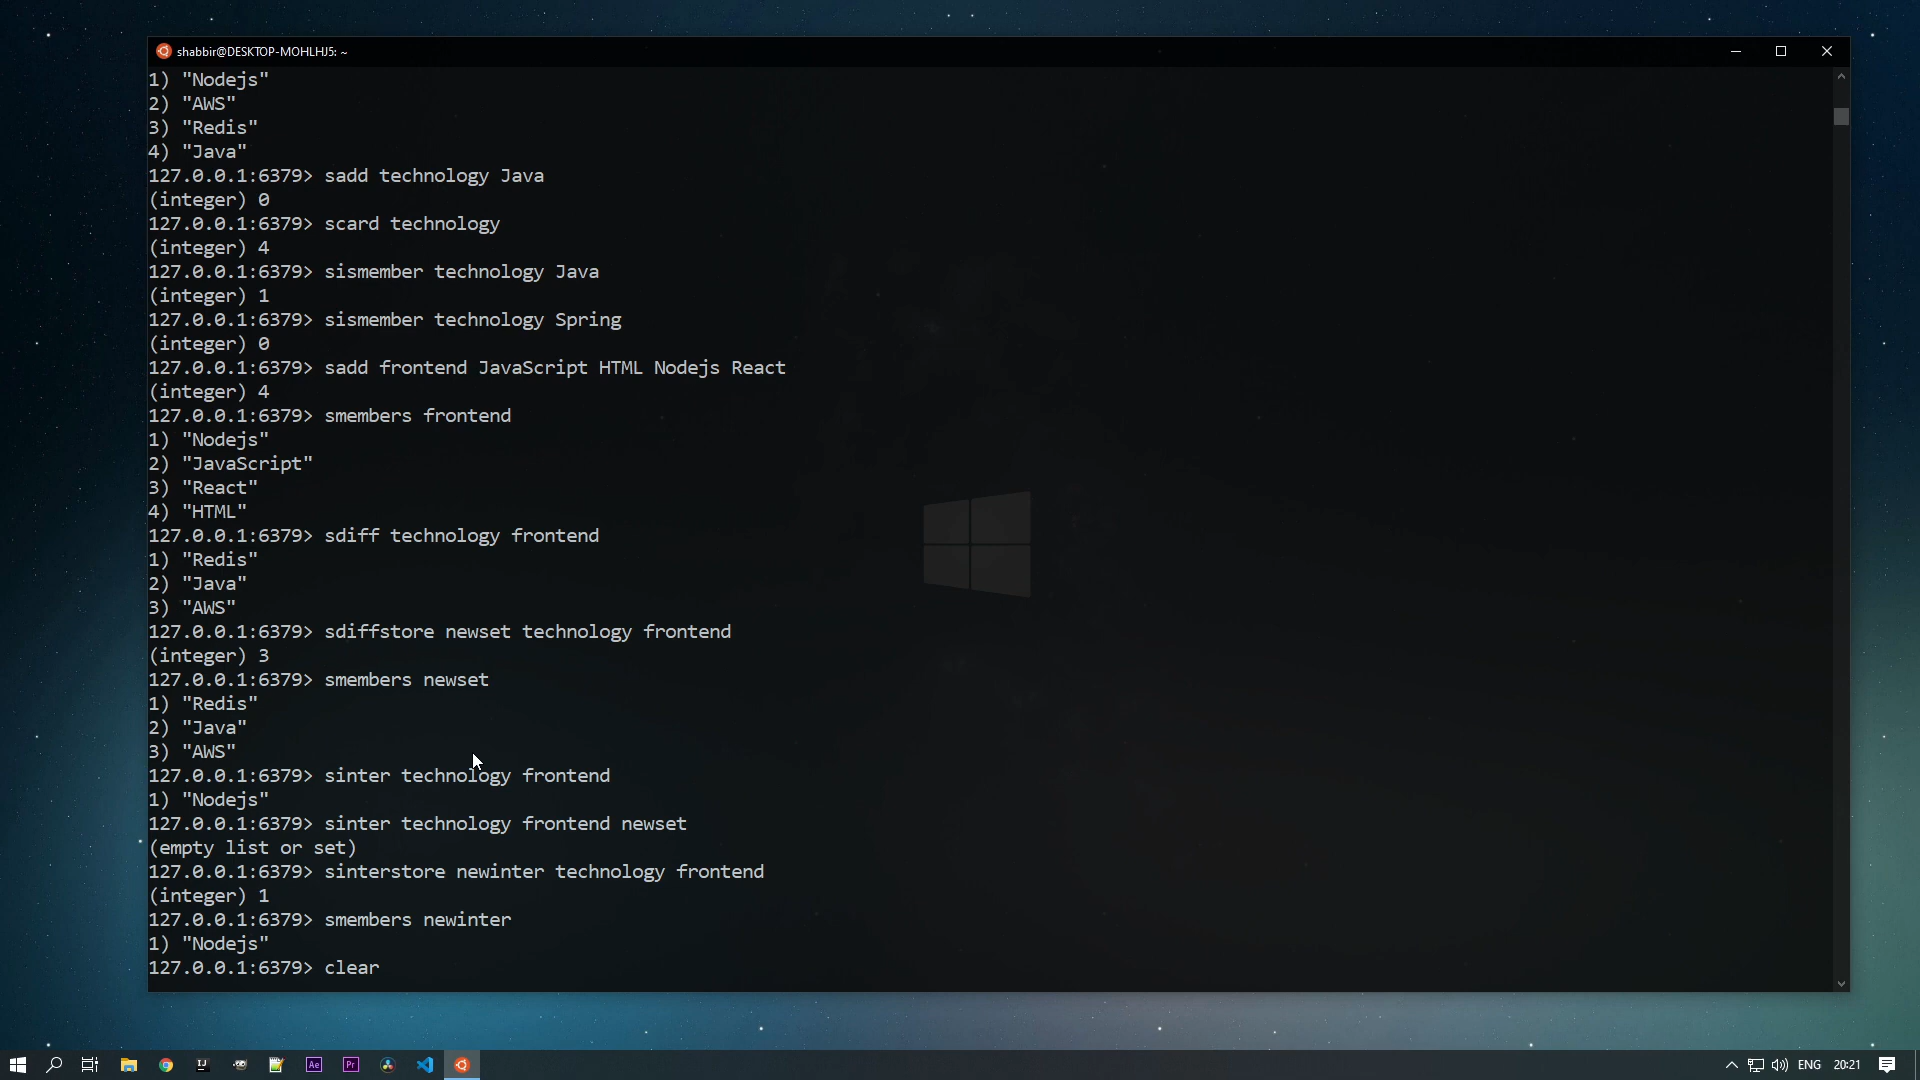 shabbir@DESKTOP-MOHLHJ5: ~
1) "Nodejs"
2) "AWS"
3) "Redis"
4) "Java"
127.0.0.1:6379> sadd technology Java
(integer) 0
127.0.0.1:6379> scard technology
(integer) 4
127.0.0.1:6379> sismember technology Java
(integer) 1
127.0.0.1:6379> sismember technology Spring
(integer) 0
127.0.0.1:6379> sadd frontend JavaScript HTML Nodejs React
(integer) 4
127.0.0.1:6379> smembers frontend
1) "Nodejs"
2) "JavaScript"
3) "React"
4) "HTML"
127.0.0.1:6379> sdiff technology frontend
1) "Redis"
2) "Java"
3) "AWS"
127.0.0.1:6379> sdiffstore newset technology frontend
(integer) 3
127.0.0.1:6379> smembers newset
1) "Redis"
2) "Java"
3) "AWS"
127.0.0.1:6379> sinter technology frontend
1) "Nodejs"
127.0.0.1:6379> sinter technology frontend newset
(empty list or set)
127.0.0.1:6379> sinterstore newinter technology frontend
(integer) 1
127.0.0.1:6379> smembers newinter
1) "Nodejs"
127.0.0.1:6379> clear
IJ Ae Pr ENG 20:21